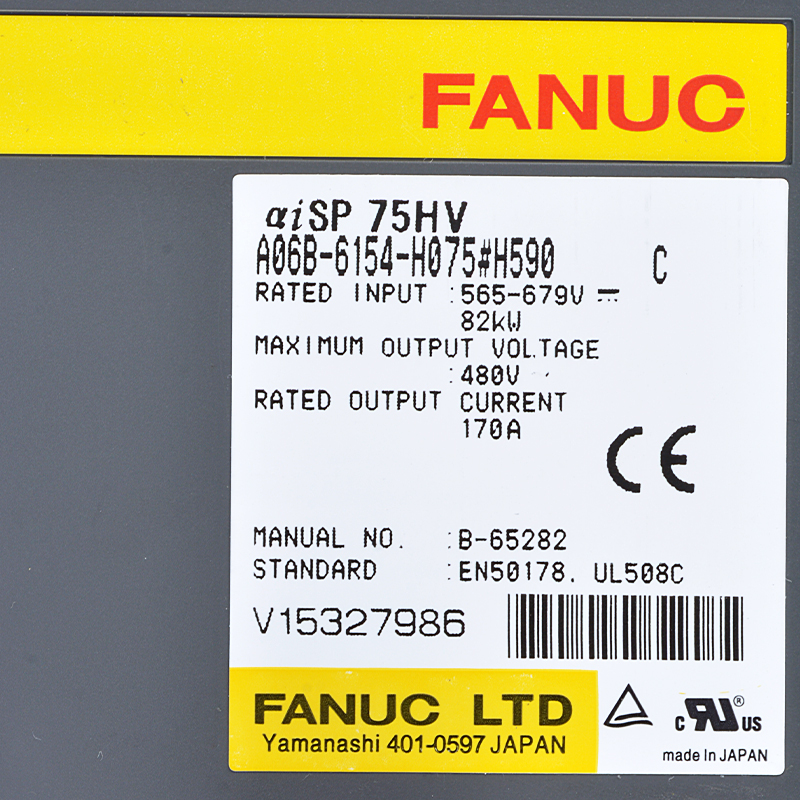 FANUC
αiSP 75HV
A06B-6154-H075#H590 C
RATED INPUT :565-679V ⎓
82kW
MAXIMUM OUTPUT VOLTAGE
:480V
RATED OUTPUT CURRENT
170A
CE
MANUAL NO. :B-65282
STANDARD :EN50178. UL508C
V15327986
FANUC LTD
Yamanashi 401-0597 JAPAN
c RU ® US
made in JAPAN